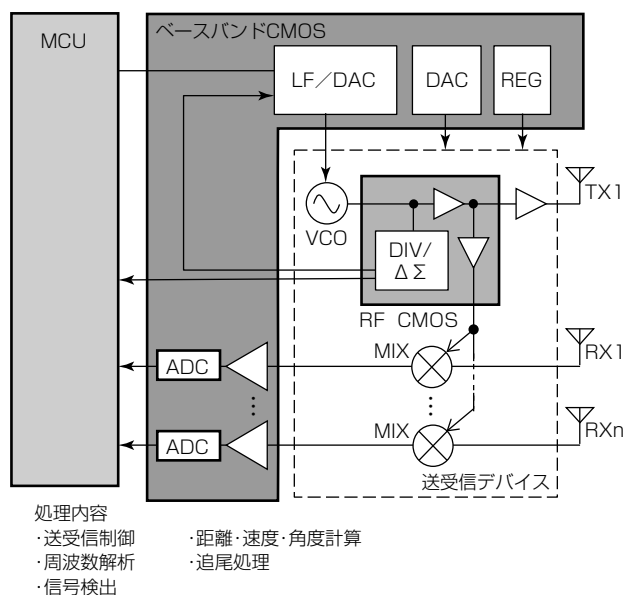 MCU
ベースバンドCMOS
LF/DAC
DAC
REG
VCO
DIV/
ΔΣ
RF CMOS
TX1
MIX
RX1
ADC
MIX
RXn
ADC
送受信デバイス
処理内容
・送受信制御
・周波数解析
・信号検出
・距離・速度・角度計算
・追尾処理